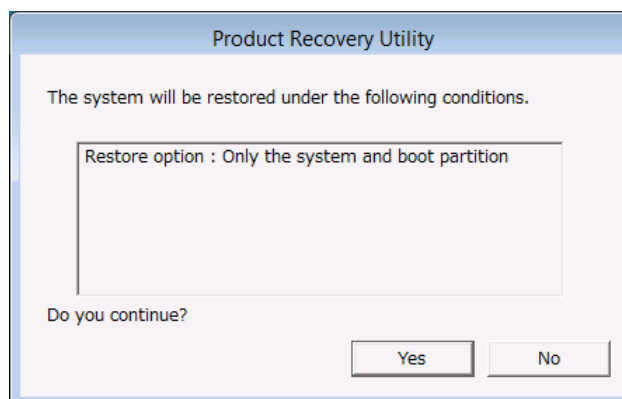 Product Recovery Utility
The system will be restored under the following conditions.
Restore option : Only the system and boot partition
Do you continue?
Yes
No